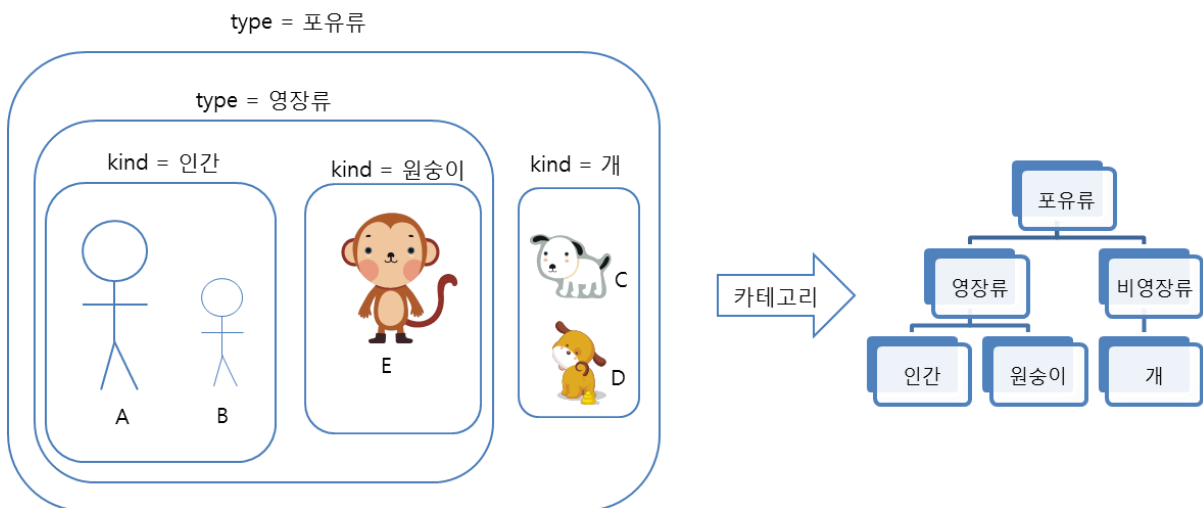 type = 포유류
type = 영장류
kind = 인간
kind = 원숭이
kind = 개
A
B
E
C
D
카테고리
포유류
영장류
비영장류
인간
원숭이
개